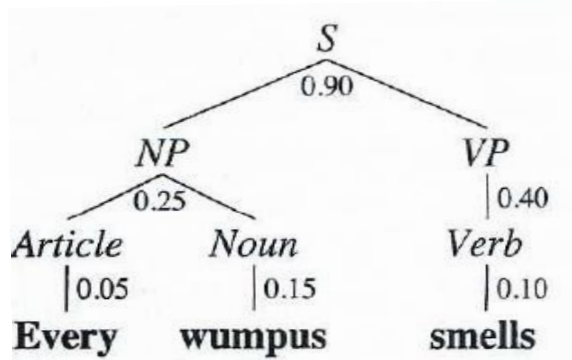 S
0.90
NP VP
0.25 0.40
Article Noun Verb
0.05 0.15 0.10
Every wumpus smells